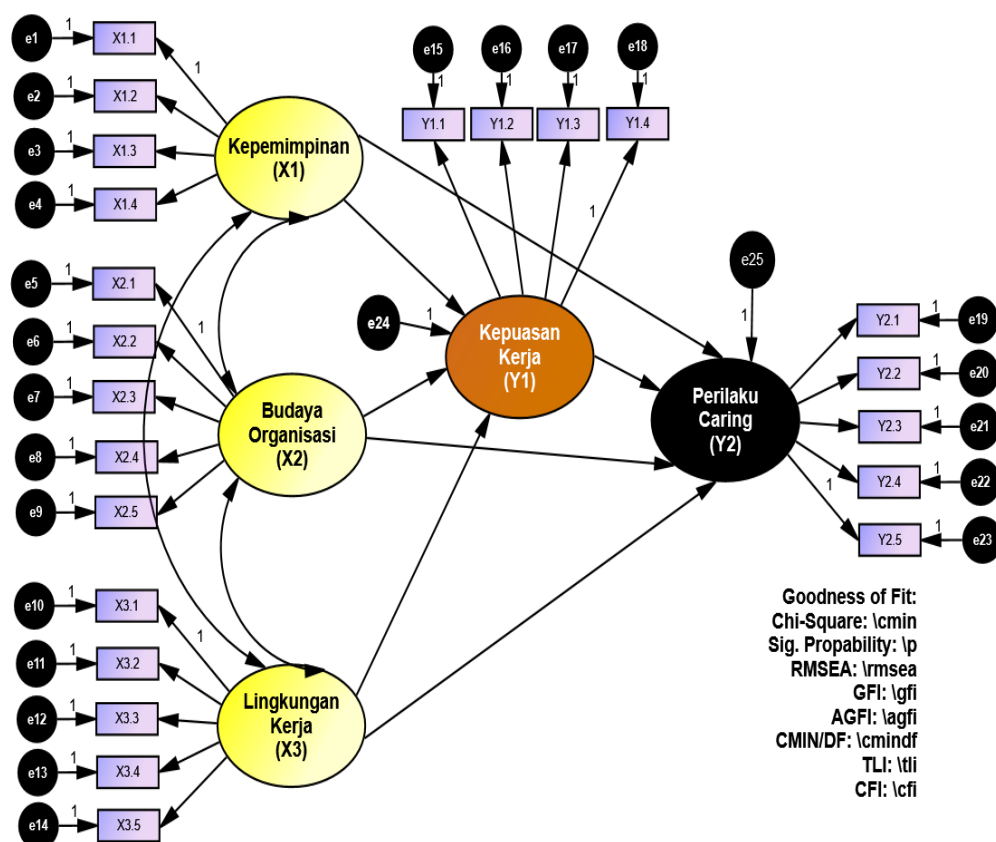 e1
1
X1.1
1
e2
1
X1.2
e3
1
X1.3
e4
1
X1.4
Kepemimpinan
(X1)
e15
e16
e17
e18
1
1
1
1
Y1.1
Y1.2
Y1.3
Y1.4
1
e5
1
X2.1
1
e6
1
X2.2
e7
1
X2.3
e8
1
X2.4
e9
1
X2.5
Budaya
Organisasi
(X2)
e24
1
Kepuasan
Kerja
(Y1)
e25
1
Perilaku
Caring
(Y2)
Y2.1
1
e19
Y2.2
1
e20
Y2.3
1
e21
Y2.4
1
e22
1
Y2.5
1
e23
e10
1
X3.1
1
e11
1
X3.2
e12
1
X3.3
e13
1
X3.4
e14
1
X3.5
Lingkungan
Kerja
(X3)
Goodness of Fit:
Chi-Square: \cmin
Sig. Propability: \p
RMSEA: \rmsea
GFI: \gfi
AGFI: \agfi
CMIN/DF: \cmindf
TLI: \tli
CFI: \cfi